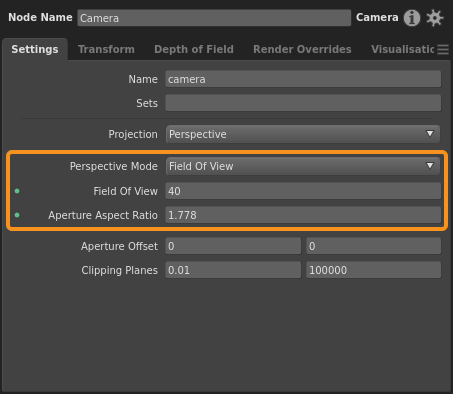 Node Name Camera Camera
Settings Transform Depth of Field Render Overrides Visualisatio
Name camera
Sets
Projection Perspective
Perspective Mode Field Of View
Field Of View 40
Aperture Aspect Ratio 1.778
Aperture Offset 0 0
Clipping Planes 0.01 100000